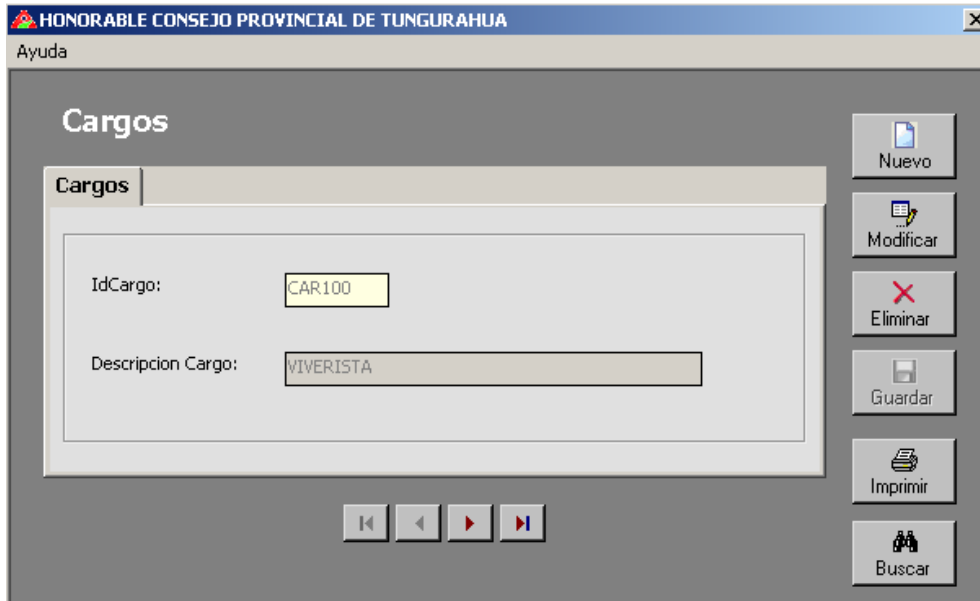 HONORABLE CONSEJO PROVINCIAL DE TUNGURAHUA
Ayuda
Cargos
Cargos
IdCargo: CAR100
Descripcion Cargo: VIVERISTA
Nuevo
Modificar
Eliminar
Guardar
Imprimir
Buscar